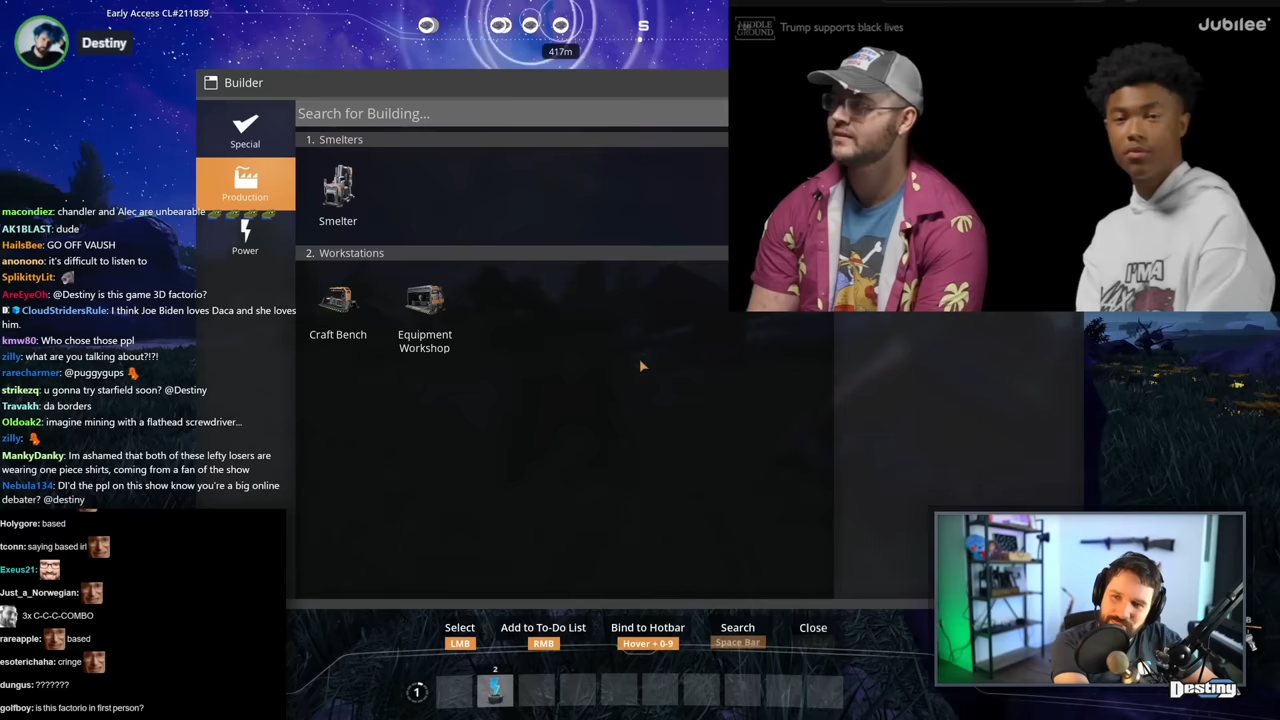 Early Access CL#211839
Destiny
S
417m
MIDDLE
GROUND
Trump supports black lives
JUBILEE
Builder
Search for Building...
Special
Production
Power
1. Smelters
Smelter
2. Workstations
Craft Bench
Equipment
Workshop
macondiez: chandler and Alec are unbearable
AK1BLAST: dude
HailsBee: GO OFF VAUSH
anonono: it's difficult to listen to
SplikittyLit:
AreEyeOh: @Destiny is this game 3D factorio?
CloudStridersRule: I think Joe Biden loves Daca and she loves
him.
kmw80: Who chose those ppl
zilly: what are you talking about?!?!
rarecharmer: @puggygups
strikezq: u gonna try starfield soon? @Destiny
Travakh: da borders
Oldoak2: imagine mining with a flathead screwdriver...
zilly:
MankyDanky: Im ashamed that both of these lefty losers are
wearing one piece shirts, coming from a fan of the show
Nebula134: DI'd the ppl on this show know you're a big online
debater? @destiny
Holygore: based
tconn: saying based irl
Exeus21:
Just_a_Norwegian:
3x C-C-C-COMBO
rareapple: based
esoterichaha: cringe
dungus: ???????
golfboy: is this factorio in first person?
I'MA
Select
LMB
Add to To-Do List
RMB
Bind to Hotbar
Hover + 0-9
Search
Space Bar
Close
1
2
Destiny